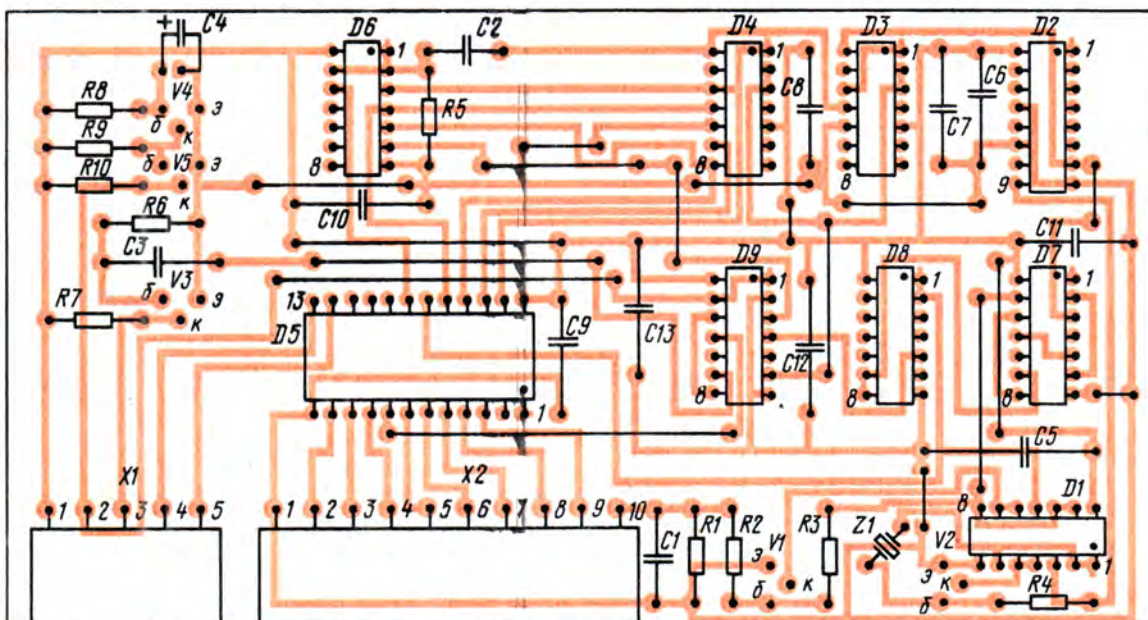 + C4 D6 C2 D4 D3 D2
1 1 1 1
V4 C8 C6
R8 э R5 C7
б
R9 к
8 б V5 э 8 8
R10 9
к
R6 C10
C3 C11
V3 D9 D8 D7
б э 13 1 1 1
R7 к
D5 C9 C13
C12
8 8 8
1
C5
X1 X2
8 D1
1 2 3 4 5 1 2 3 4 5 6 7 8 9 10
C1 R1 R2 V1 R3 Z1 V2
э э 1
к к
б б R4